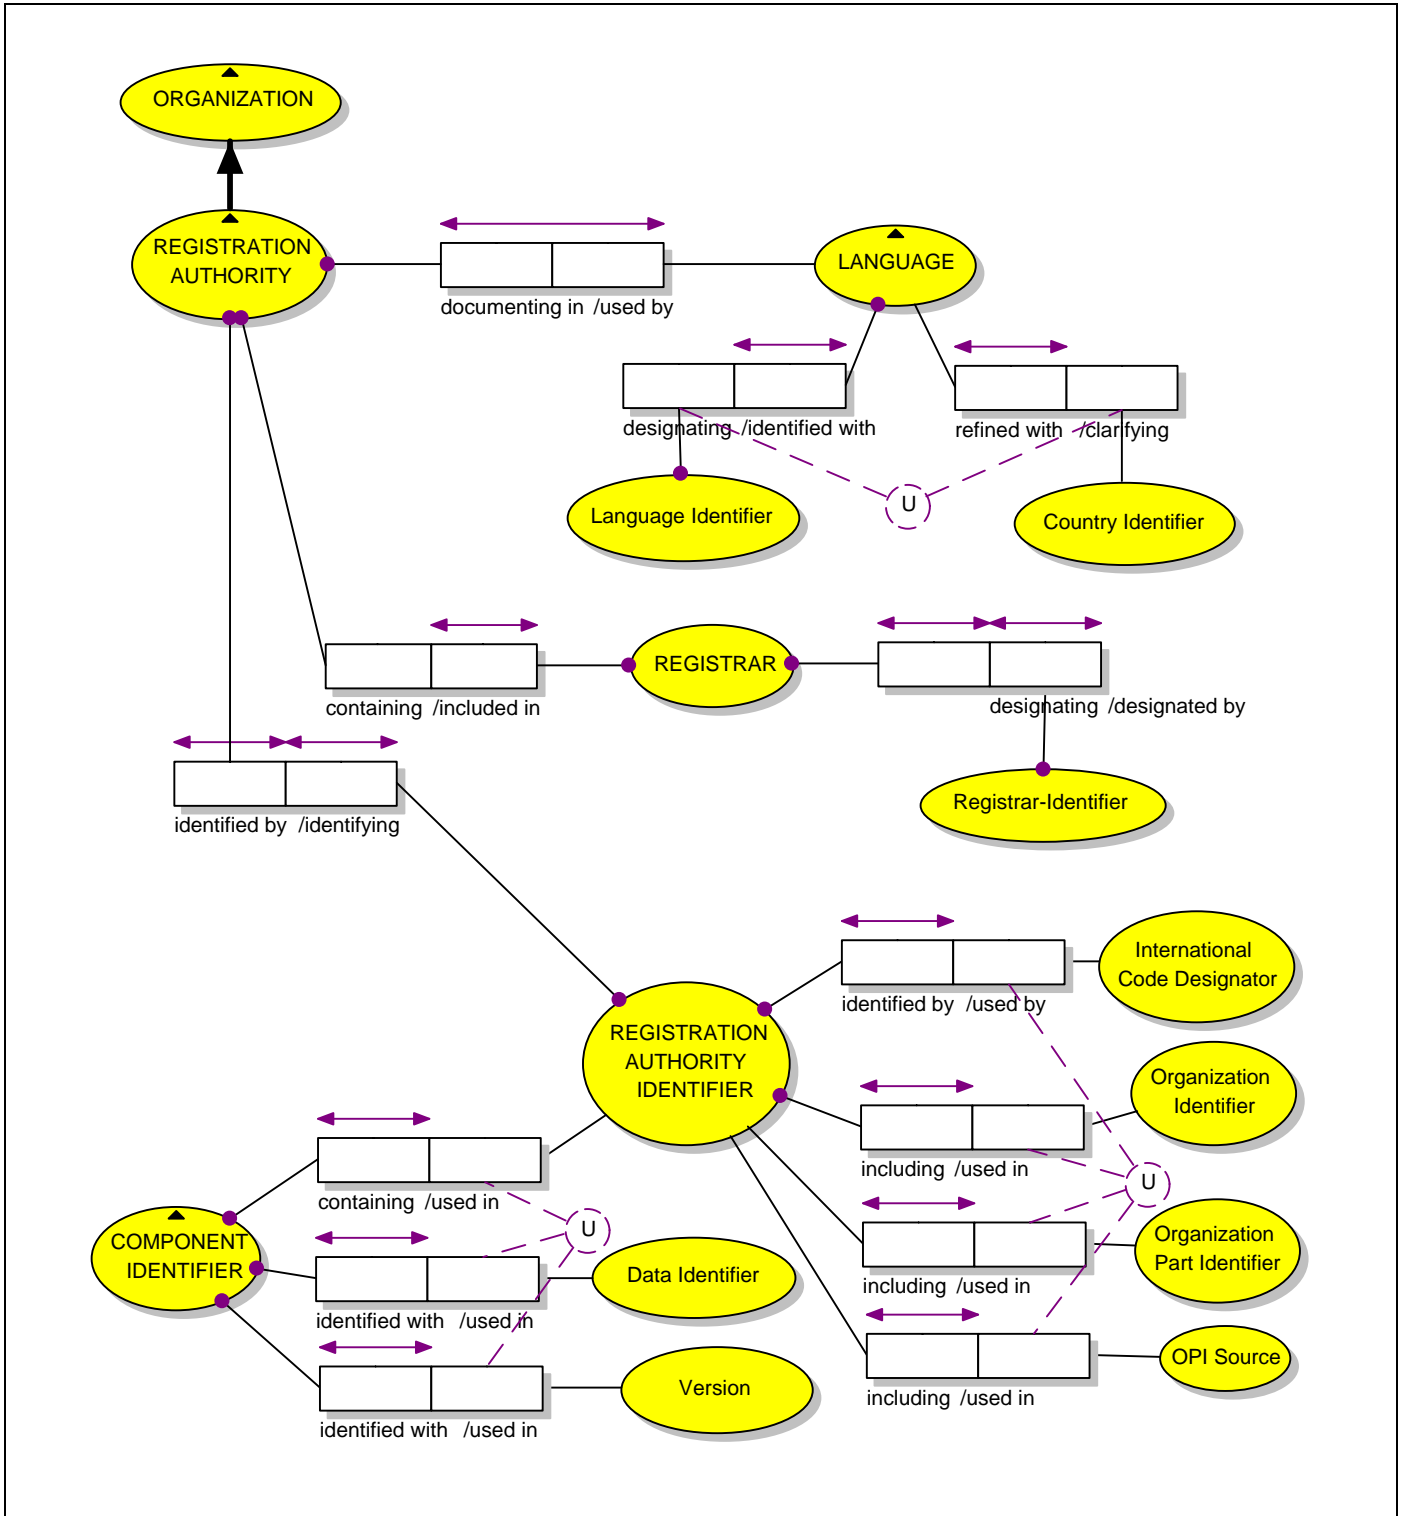 ORGANIZATION
REGISTRATION
AUTHORITY
documenting in /used by
LANGUAGE
designating /identified with
refined with /clarifying
Language Identifier
U
Country Identifier
containing /included in
REGISTRAR
designating /designated by
Registrar-Identifier
identified by /identifying
REGISTRATION
AUTHORITY
IDENTIFIER
identified by /used by
International
Code Designator
including /used in
Organization
Identifier
U
including /used in
Organization
Part Identifier
including /used in
OPI Source
COMPONENT
IDENTIFIER
containing /used in
U
identified with /used in
Data Identifier
identified with /used in
Version